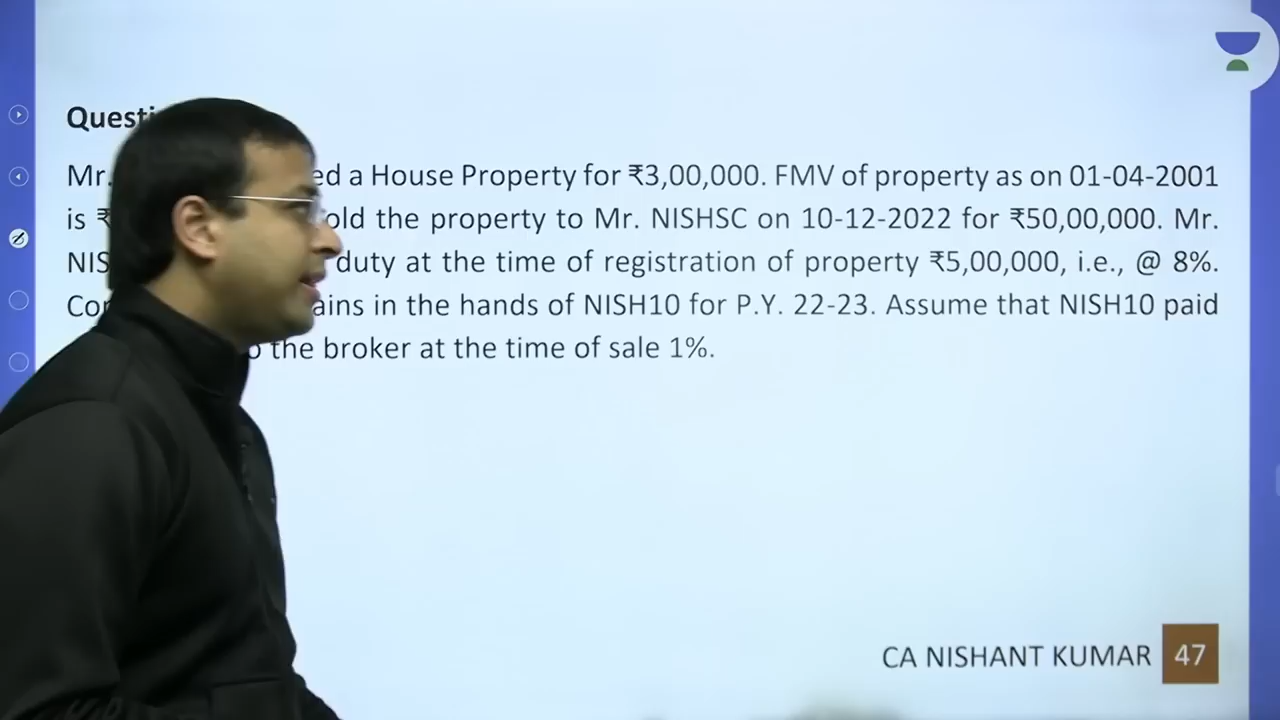 Questi
Mr. ed a House Property for ₹3,00,000. FMV of property as on 01-04-2001
is ₹ old the property to Mr. NISHSC on 10-12-2022 for ₹50,00,000. Mr.
NIS duty at the time of registration of property ₹5,00,000, i.e., @ 8%.
Co ains in the hands of NISH10 for P.Y. 22-23. Assume that NISH10 paid
the broker at the time of sale 1%.
CA NISHANT KUMAR 47